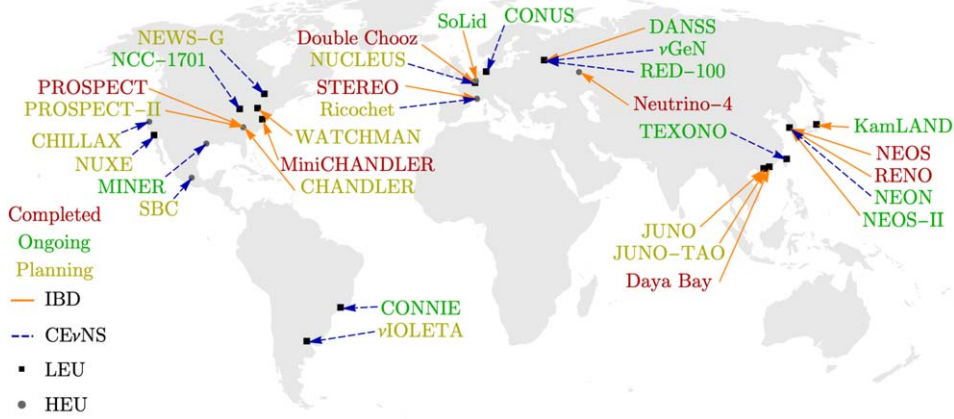 NEWS-G
NCC-1701
PROSPECT
PROSPECT-II
CHILLAX
NUXE
MINER
SBC
WATCHMAN
MiniCHANDLER
CHANDLER
Double Chooz
NUCLEUS
STEREO
Ricochet
SoLid
CONUS
DANSS
νGeN
RED-100
Neutrino-4
TEXONO
KamLAND
NEOS
RENO
NEON
NEOS-II
JUNO
JUNO-TAO
Daya Bay
CONNIE
νIOLETA
Completed
Ongoing
Planning
IBD
CEνNS
LEU
HEU